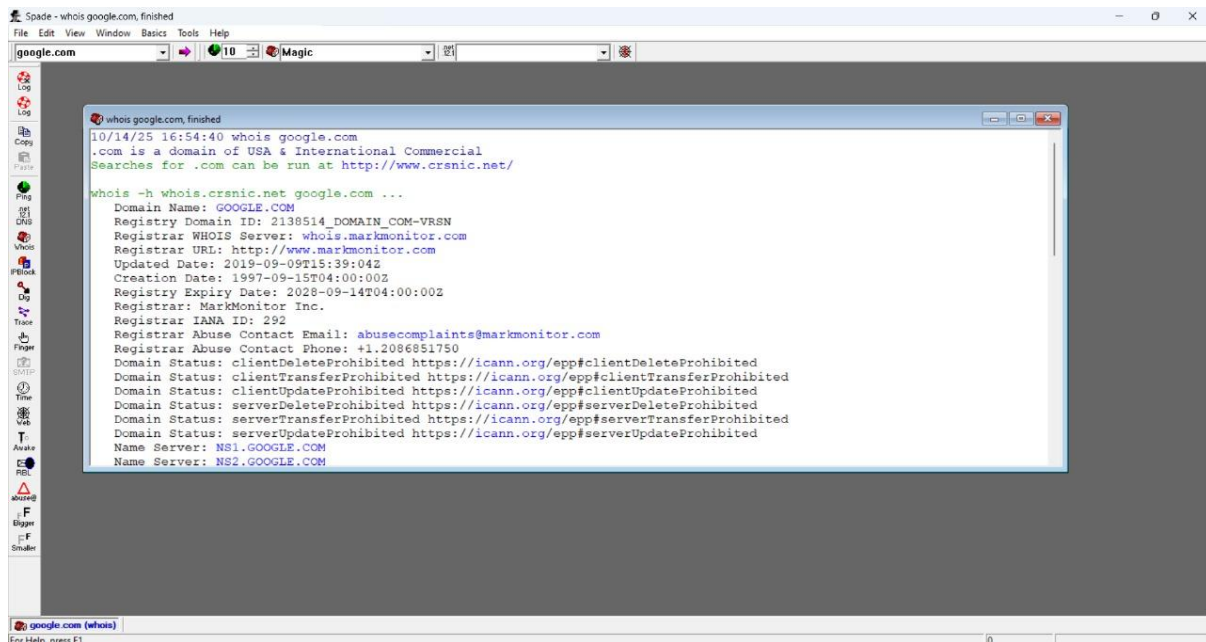 Spade - whois google.com, finished
File Edit View Window Basics Tools Help
google.com 10 Magic .net 12.1
Log
Log
Copy
Paste
Ping
.net 12.1 DNS
Whois
IPBlock
Dig
Trace
Finger
SMTP
Time
Web
Awake
RBL
abuse@
Bigger
Smaller
whois google.com, finished
10/14/25 16:54:40 whois google.com
.com is a domain of USA & International Commercial
Searches for .com can be run at http://www.crsnic.net/
whois -h whois.crsnic.net google.com ...
Domain Name: GOOGLE.COM
Registry Domain ID: 2138514_DOMAIN_COM-VRSN
Registrar WHOIS Server: whois.markmonitor.com
Registrar URL: http://www.markmonitor.com
Updated Date: 2019-09-09T15:39:04Z
Creation Date: 1997-09-15T04:00:00Z
Registry Expiry Date: 2028-09-14T04:00:00Z
Registrar: MarkMonitor Inc.
Registrar IANA ID: 292
Registrar Abuse Contact Email: abusecomplaints@markmonitor.com
Registrar Abuse Contact Phone: +1.2086851750
Domain Status: clientDeleteProhibited https://icann.org/epp#clientDeleteProhibited
Domain Status: clientTransferProhibited https://icann.org/epp#clientTransferProhibited
Domain Status: clientUpdateProhibited https://icann.org/epp#clientUpdateProhibited
Domain Status: serverDeleteProhibited https://icann.org/epp#serverDeleteProhibited
Domain Status: serverTransferProhibited https://icann.org/epp#serverTransferProhibited
Domain Status: serverUpdateProhibited https://icann.org/epp#serverUpdateProhibited
Name Server: NS1.GOOGLE.COM
Name Server: NS2.GOOGLE.COM
google.com (whois)
For Help, press F1
0